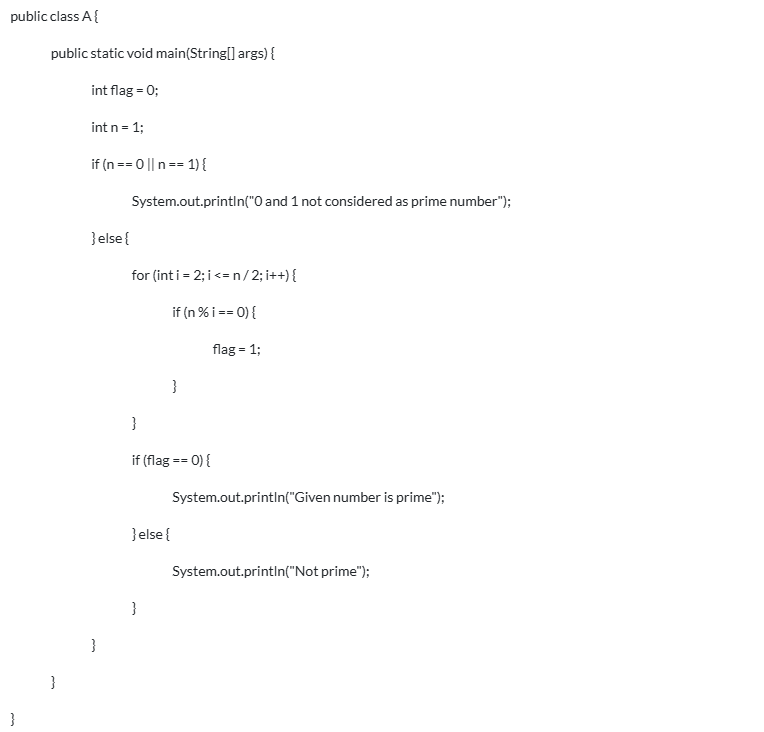 public class A {
public static void main(String[] args) {
int flag = 0;
int n = 1;
if (n == 0 || n == 1) {
System.out.println("0 and 1 not considered as prime number");
} else {
for (int i = 2; i <= n / 2; i++) {
if (n % i == 0) {
flag = 1;
}
}
if (flag == 0) {
System.out.println("Given number is prime");
} else {
System.out.println("Not prime");
}
}
}
}